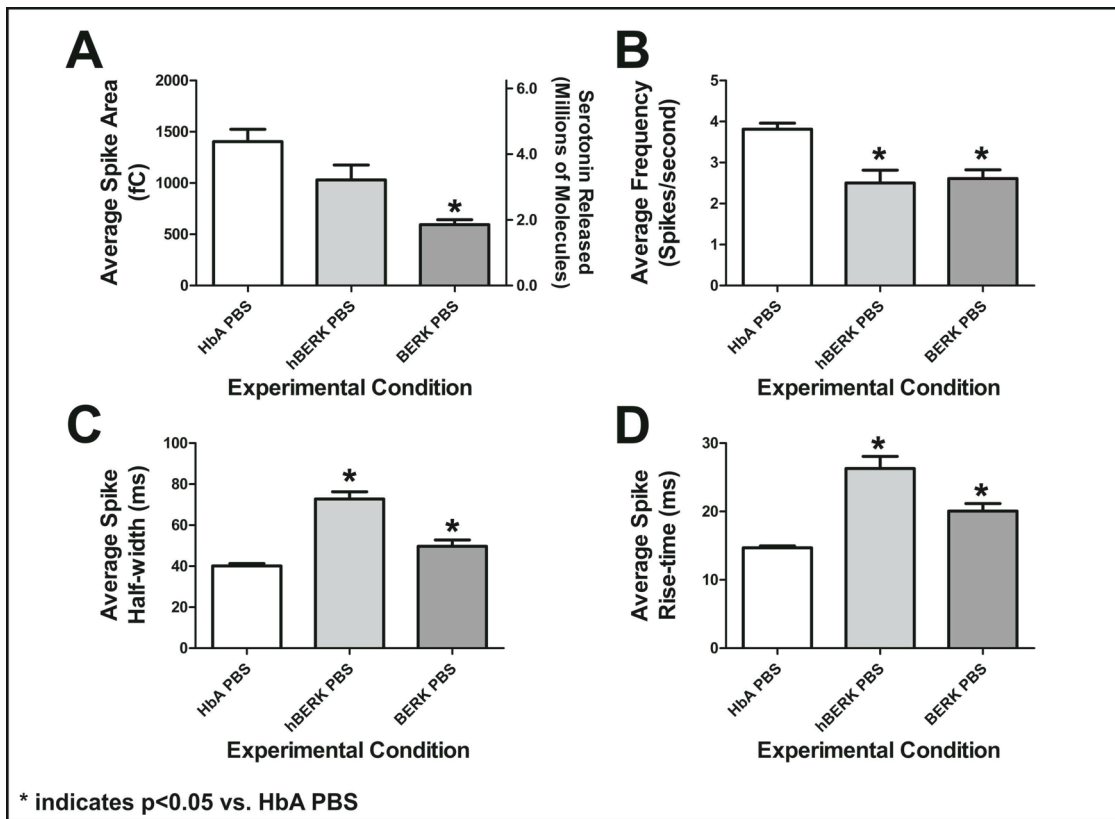 A
Average Spike Area
(fC)
2000
1500
1000
500
0
6.0
4.0
2.0
0.0
Serotonin Released
(Millions of Molecules)
*
HbA PBS
hBERK PBS
BERK PBS
Experimental Condition
B
Average Frequency
(Spikes/second)
5
4
3
2
1
0
*
*
HbA PBS
hBERK PBS
BERK PBS
Experimental Condition
C
Average Spike
Half-width (ms)
100
80
60
40
20
0
*
*
HbA PBS
hBERK PBS
BERK PBS
Experimental Condition
D
Average Spike
Rise-time (ms)
30
20
10
0
*
*
HbA PBS
hBERK PBS
BERK PBS
Experimental Condition
* indicates p<0.05 vs. HbA PBS